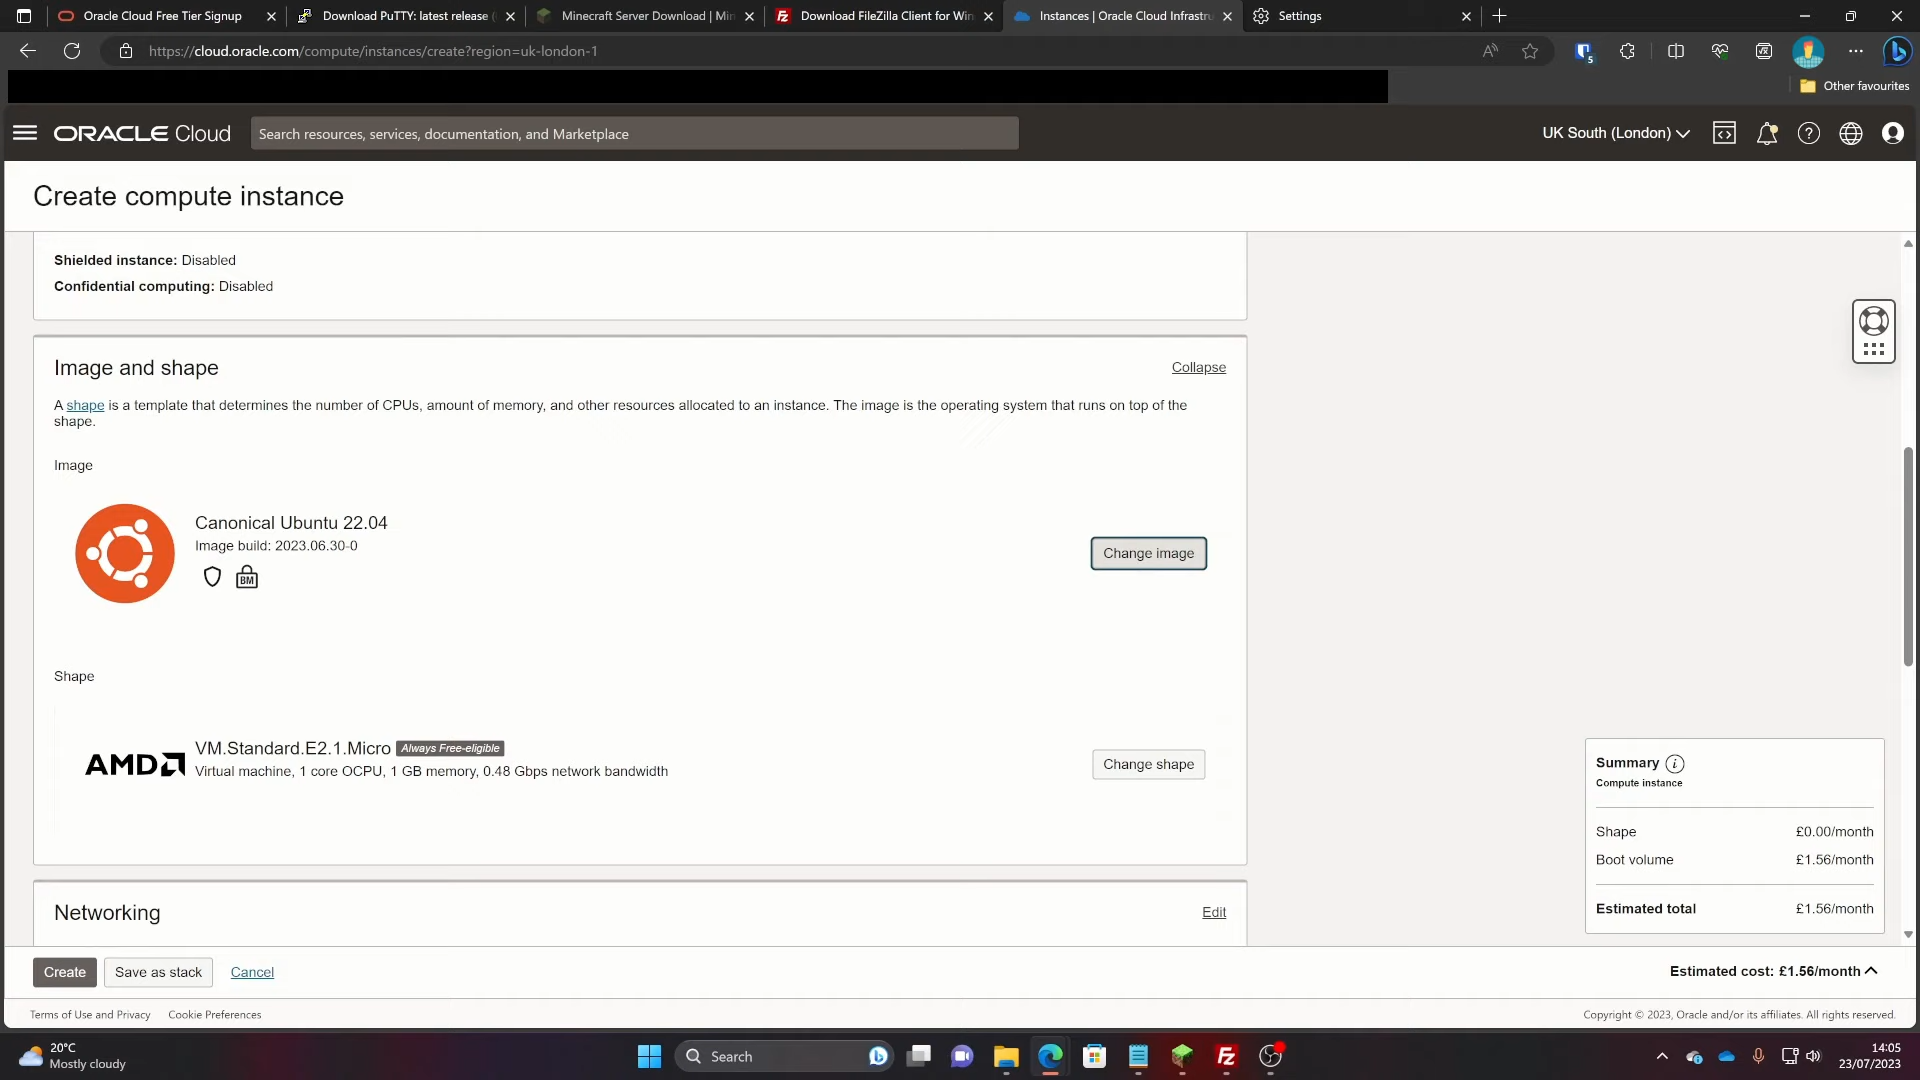 Oracle Cloud Free Tier Signup
Download PuTTY: latest release (
Minecraft Server Download | Min
Download FileZilla Client for Win
Instances | Oracle Cloud Infrastru
Settings
https://cloud.oracle.com/compute/instances/create?region=uk-london-1
5
Other favourites
ORACLE Cloud
Search resources, services, documentation, and Marketplace
UK South (London)
Create compute instance
Shielded instance: Disabled
Confidential computing: Disabled
Image and shape
Collapse
A shape is a template that determines the number of CPUs, amount of memory, and other resources allocated to an instance. The image is the operating system that runs on top of the
shape.
Image
Canonical Ubuntu 22.04
Image build: 2023.06.30-0
BM
Change image
Shape
AMD
VM.Standard.E2.1.Micro Always Free-eligible
Virtual machine, 1 core OCPU, 1 GB memory, 0.48 Gbps network bandwidth
Change shape
Summary i
Compute instance
Shape £0.00/month
Boot volume £1.56/month
Estimated total £1.56/month
Networking
Edit
Create
Save as stack
Cancel
Estimated cost: £1.56/month
Terms of Use and Privacy
Cookie Preferences
Copyright © 2023, Oracle and/or its affiliates. All rights reserved.
20°C
Mostly cloudy
Search
Fz
14:05
23/07/2023